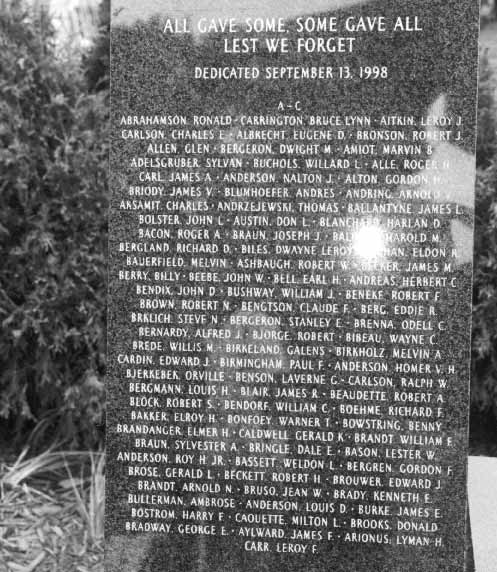 ALL GAVE SOME, SOME GAVE ALL
LEST WE FORGET
DEDICATED SEPTEMBER 13, 1998
A-C
ABRAHAMSON, RONALD · CARRINGTON, BRUCE LYNN · AITKIN, LEROY J.
CARLSON, CHARLES E. · ALBRECHT, EUGENE D. · BRONSON, ROBERT J.
ALLEN, GLEN · BERGERON, DWIGHT M. · AMIOT, MARVIN B.
ADELSGRUBER, SYLVAN · BUCHOLS, WILLARD L. · ALLE, ROGER H.
CARL, JAMES A. · ANDERSON, NALTON J. · ALTON, GORDON H.
BRIODY, JAMES V. · BLUMHOEFER, ANDRES · ANDRING, ARNOLD
ANSAMIT, CHARLES · ANDRZEJEWSKI, THOMAS · BALLANTYNE, JAMES L.
BOLSTER, JOHN L. · AUSTIN, DON L. · BLANCHARD, HARLAN D.
BACON, ROGER A. · BRAUN, JOSEPH J. · HAROLD M.
BERGLAND, RICHARD D. · BILES, DWAYNE LEROY · ELDON R.
BAUERFIELD, MELVIN · ASHBAUGH, ROBERT W. · BECKER, JAMES M.
BERRY, BILLY · BEEBE, JOHN W. · BELL, EARL H. · ANDREAS, HERBERT C.
BENDIX, JOHN D. · BUSHWAY, WILLIAM J. · BENEKE, ROBERT F.
BROWN, ROBERT N. · BENGTSON, CLAUDE F. · BERG, EDDIE R.
BRKLICH, STEVE N. · BERGERON, STANLEY E. · BRENNA, ODELL C.
BERNARDY, ALFRED J. · BJORGE, ROBERT · BIBEAU, WAYNE C.
BREDE, WILLIS M. · BIRKELAND, GALENS · BIRKHOLZ, MELVIN A.
CARDIN, EDWARD J. · BIRMINGHAM, PAUL F. · ANDERSON, HOMER V. H.
BJERKEBEK, ORVILLE · BENSON, LAVERNE G. · CARLSON, RALPH W.
BERGMANN, LOUIS H. · BLAIR, JAMES R. · BEAUDETTE, ROBERT A.
BLOCK, ROBERT S. · BENDORF, WILLIAM C. · BOEHME, RICHARD F.
BAKKER, ELROY H. · BONFOEY, WARNER T. · BOWSTRING, BENNY
BRANDANGER, ELMER H. · CALDWELL, GERALD K. · BRANDT, WILLIAM E.
BRAUN, SYLVESTER A. · BRINGLE, DALE E. · BASON, LESTER W.
ANDERSON, ROY H. JR. · BASSETT, WELDON L. · BERGREN, GORDON F.
BROSE, GERALD L. · BECKETT, ROBERT H. · BROUWER, EDWARD J.
BRANDT, ARNOLD N. · BRUSO, JEAN W. · BRADY, KENNETH E.
BULLERMAN, AMBROSE · ANDERSON, LOUIS D. · BURKE, JAMES E.
BOSTROM, HARRY F. · CAOUETTE, MILTON L. · BROOKS, DONALD
BRADWAY, GEORGE E. · AYLWARD, JAMES F. · ARIONUS, LYMAN H.
CARR, LEROY F.